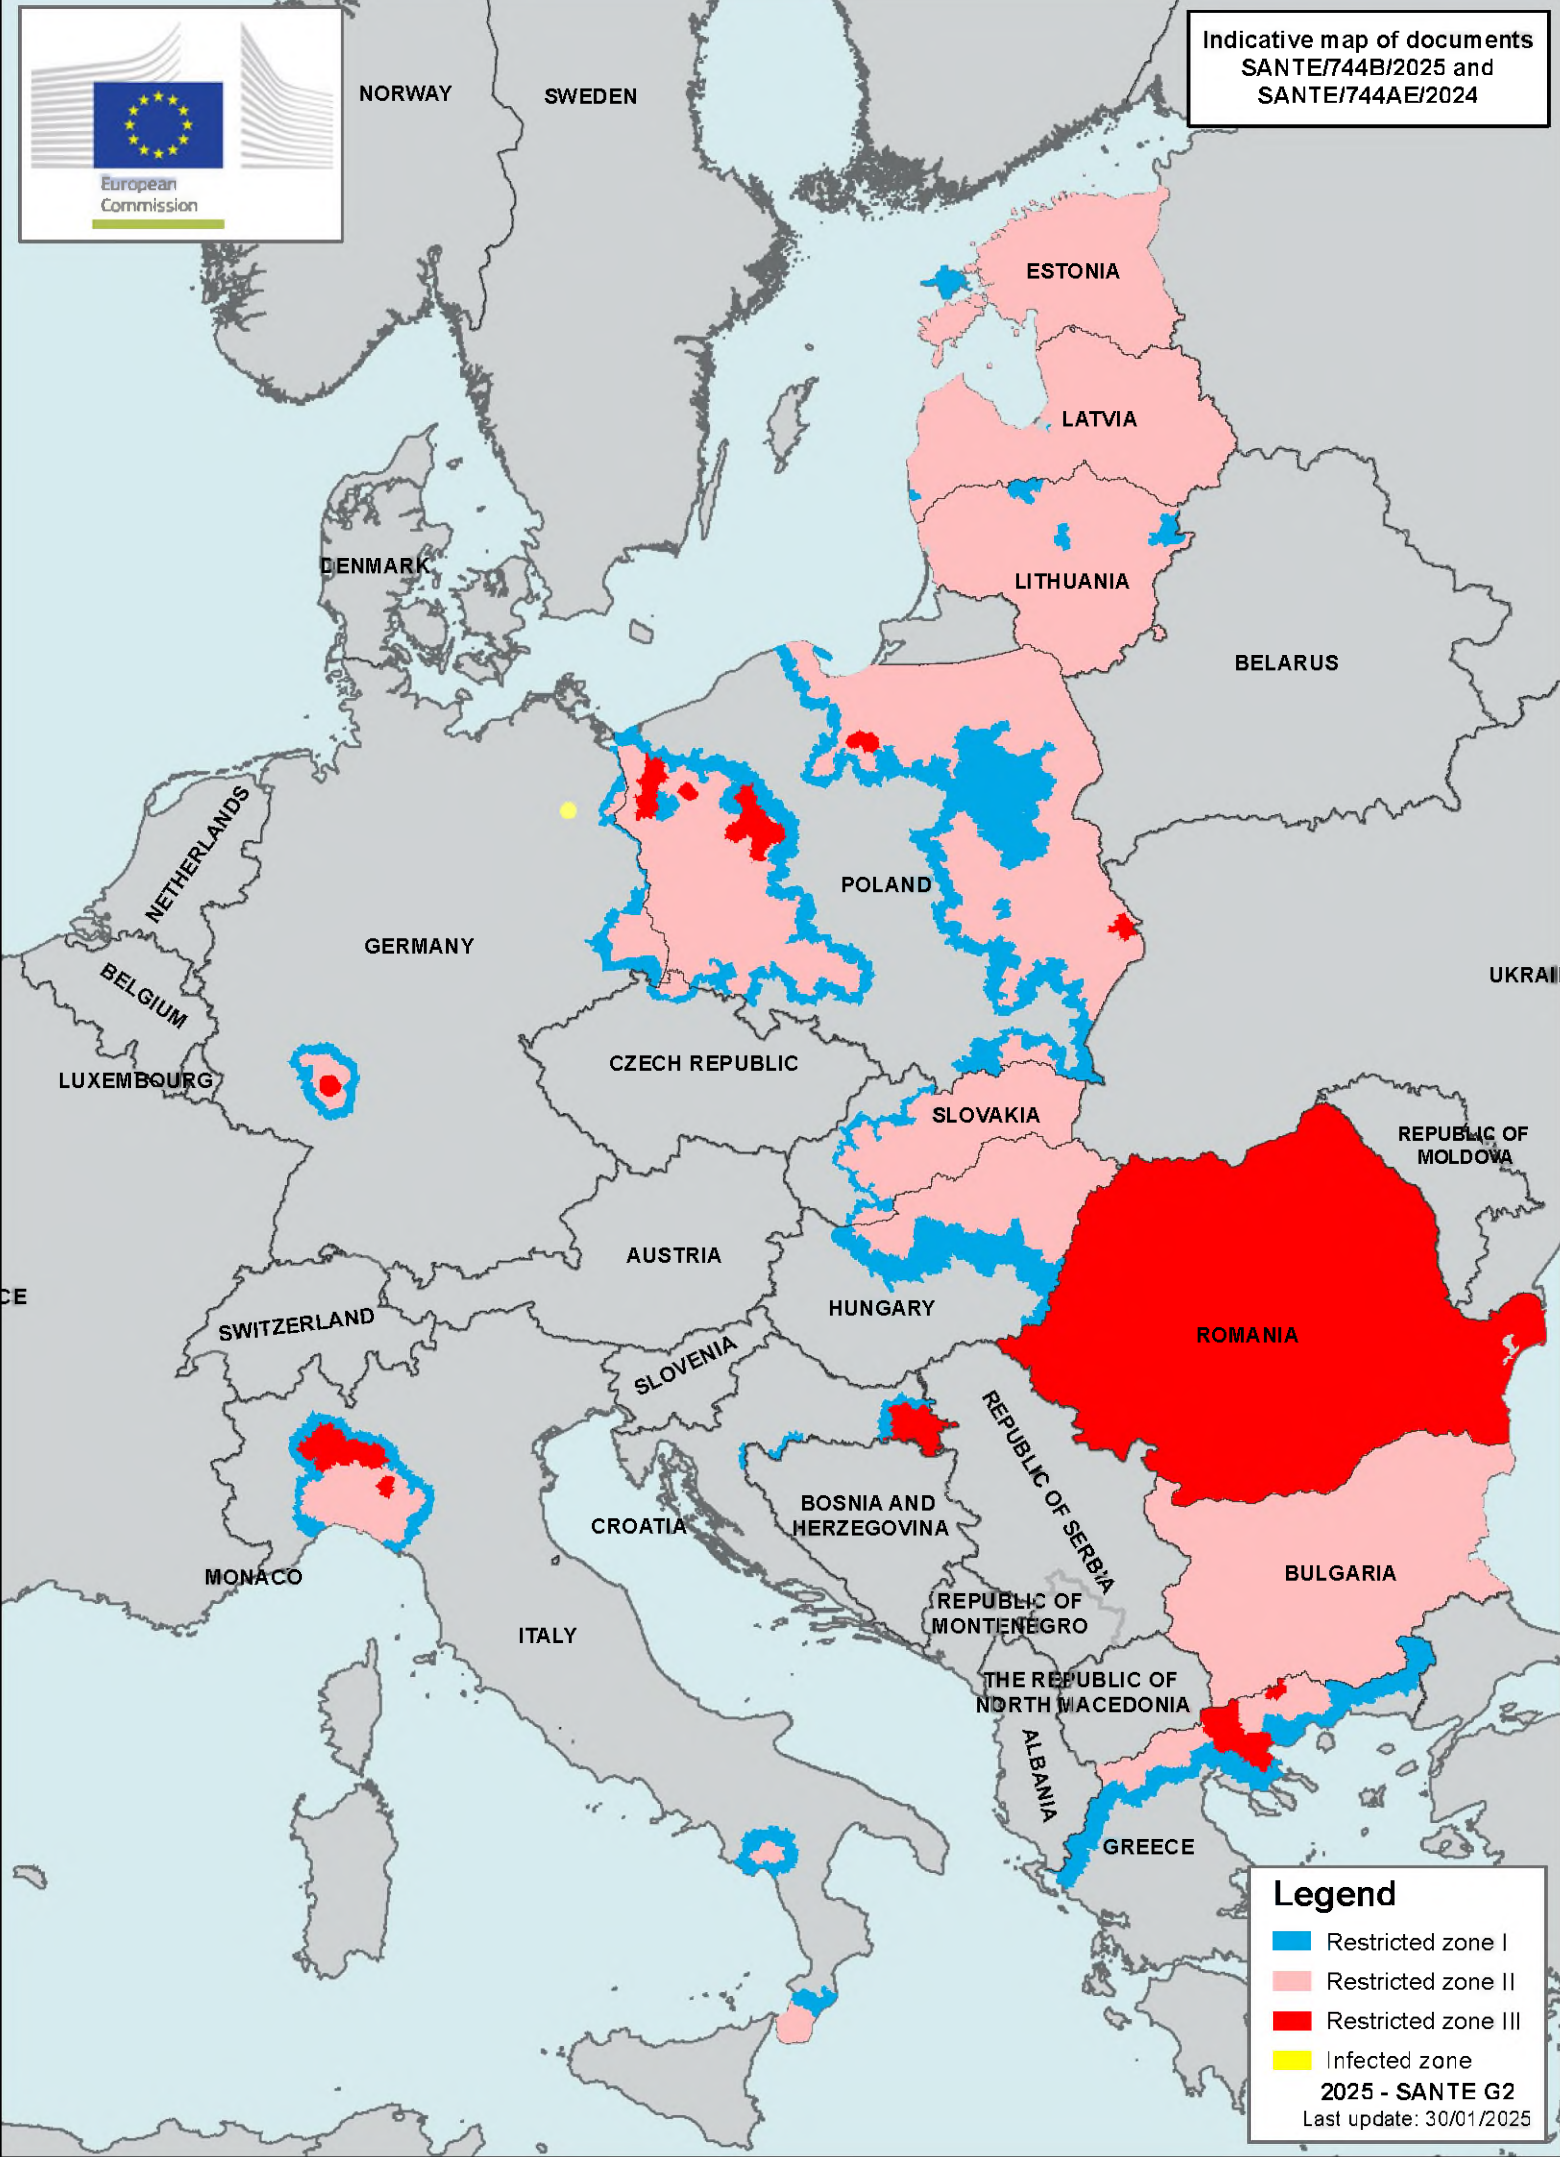 European
Commission
NORWAY
SWEDEN
Indicative map of documents
SANTE/744B/2025 and
SANTE/744AE/2024
ESTONIA
LATVIA
DENMARK
LITHUANIA
BELARUS
NETHERLANDS
POLAND
GERMANY
BELGIUM
UKRAI
LUXEMBOURG
CZECH REPUBLIC
SLOVAKIA
REPUBLIC OF
MOLDOVA
AUSTRIA
CE
HUNGARY
SWITZERLAND
ROMANIA
SLOVENIA
REPUBLIC OF SERBIA
BOSNIA AND
HERZEGOVINA
CROATIA
MONACO
BULGARIA
REPUBLIC OF
MONTENEGRO
ITALY
THE REPUBLIC OF
NORTH MACEDONIA
ALBANIA
GREECE
Legend
Restricted zone I
Restricted zone II
Restricted zone III
Infected zone
2025 - SANTE G2
Last update: 30/01/2025